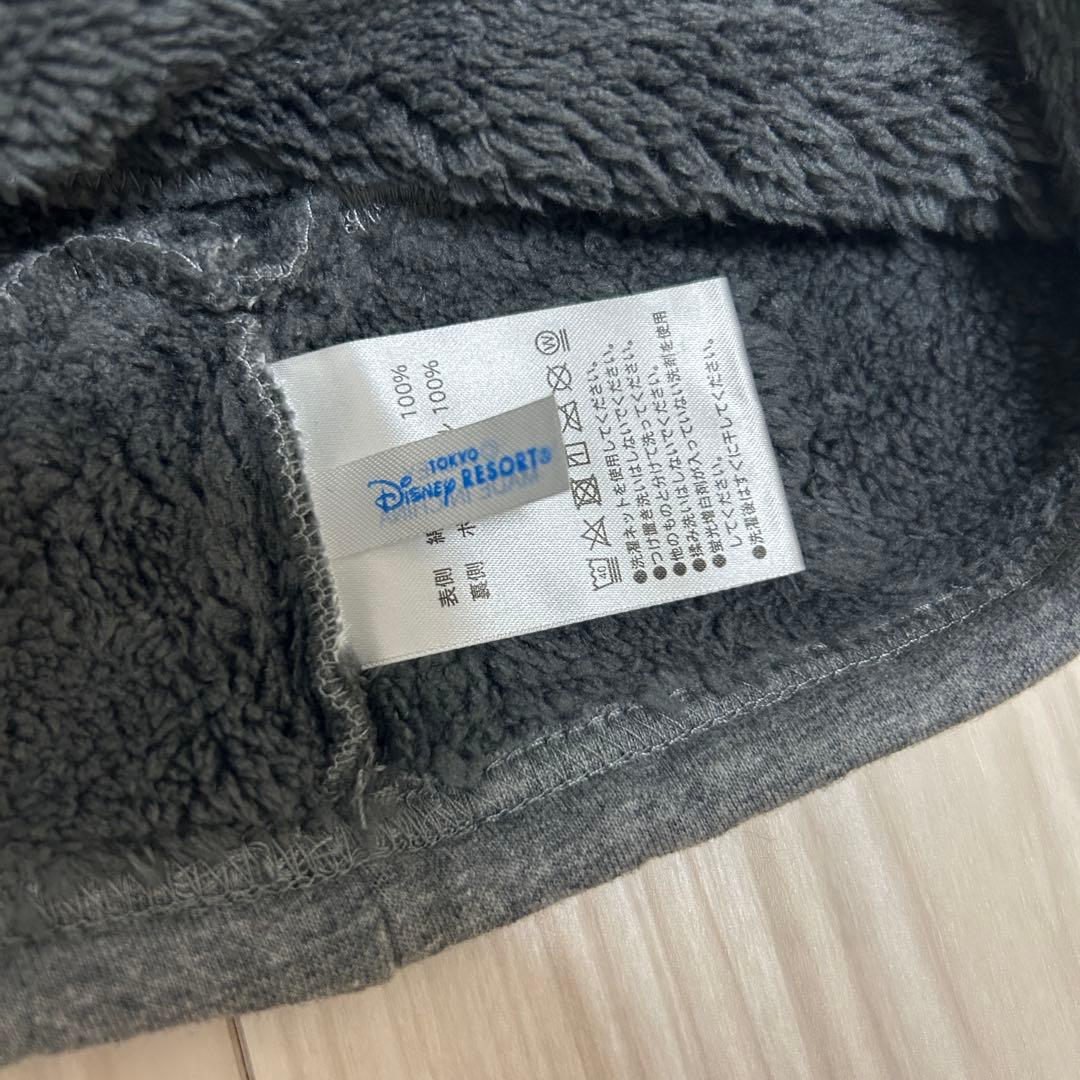 表側 綿 100%
裏側 ポ ン 100%
TOKYO
Disney RESORT®
40
W
●洗濯ネットを使用してください。
●つけ置き洗いはしないでください。
●他のものと分けて洗ってください。
●揉み洗いはしないでください。
●蛍光増白剤が入っていない洗剤を使用
してください。
●洗濯後はすぐに干してください。